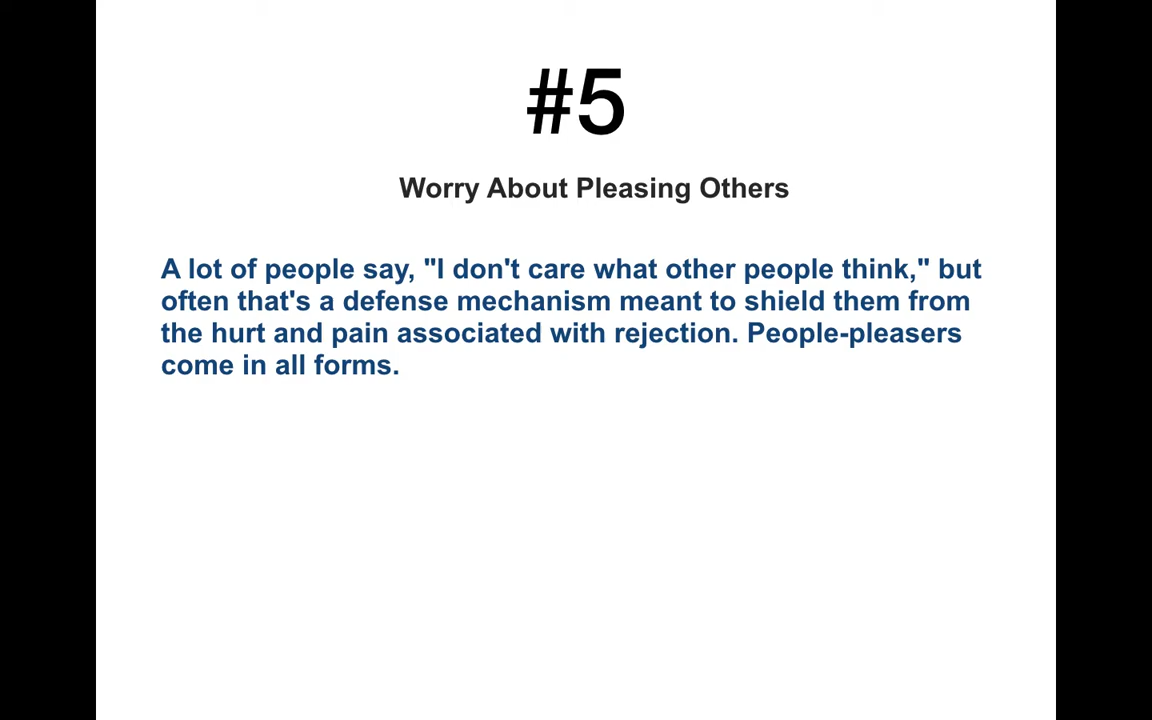 #5
Worry About Pleasing Others
A lot of people say, "I don't care what other people think," but
often that's a defense mechanism meant to shield them from
the hurt and pain associated with rejection. People-pleasers
come in all forms.